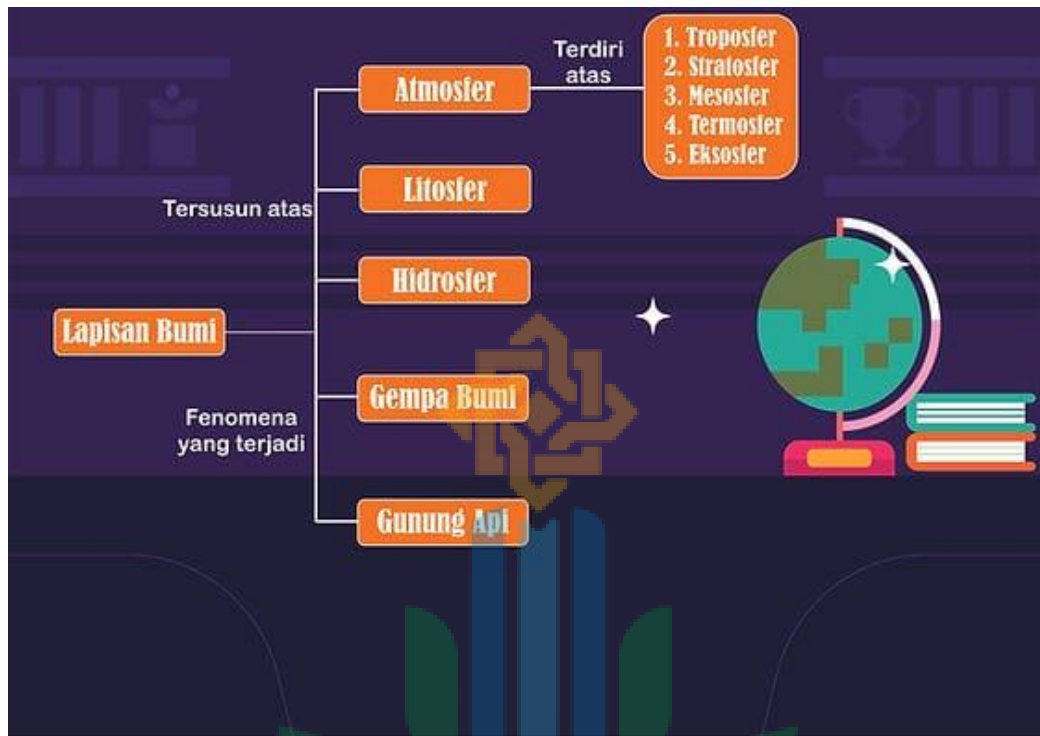 Terdiri
atas
1. Troposfer
2. Stratosfer
3. Mesosfer
4. Termosfer
5. Eksosfer
Atmosfer
Litosfer
Tersusun atas
Hidrosfer
Lapisan Bumi
Gempa Bumi
Fenomena
yang terjadi
Gunung Api